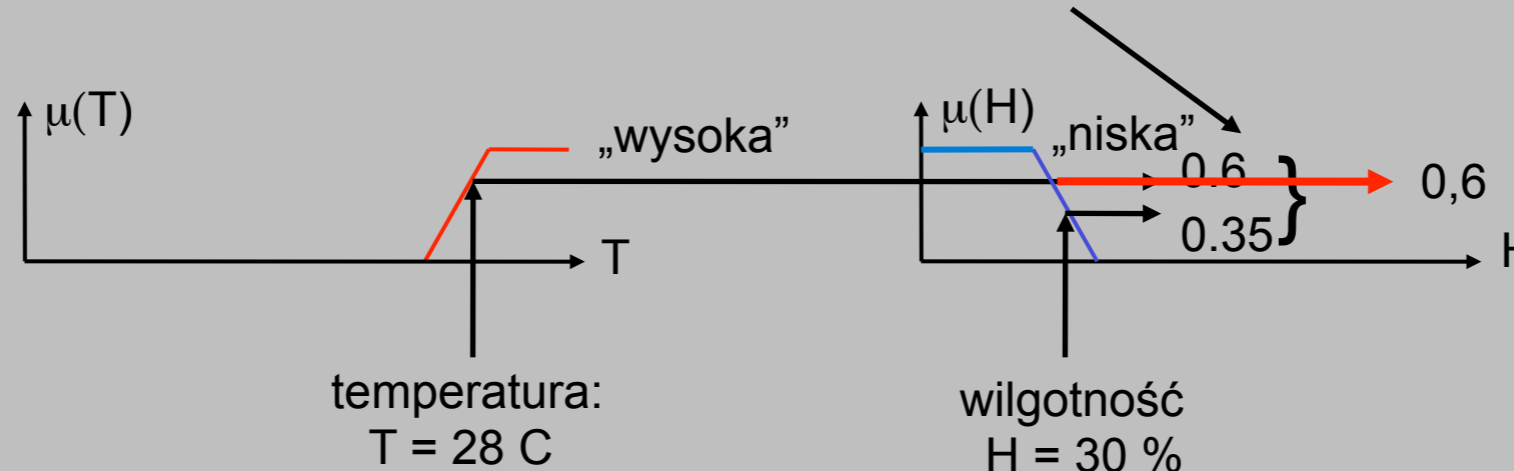 μ(T)
„wysoka”
T
μ(H)
„niska”
0.6
0.35
}
0,6
H
temperatura:
T = 28 C
wilgotność
H = 30 %